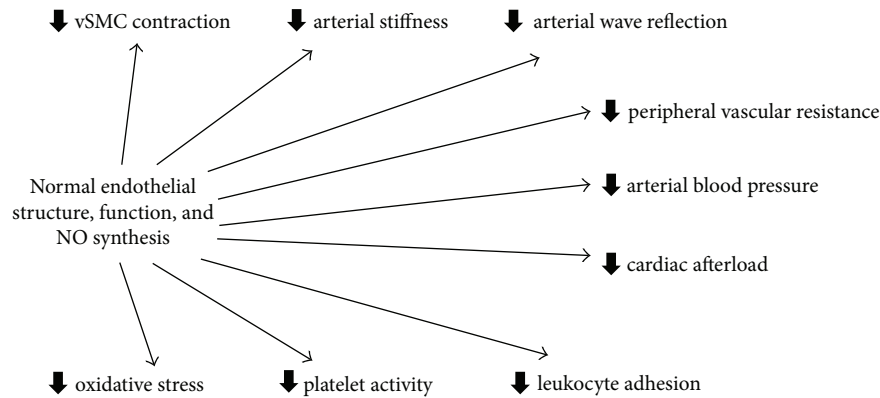 vSMC contraction
arterial stiffness
arterial wave reflection
peripheral vascular resistance
Normal endothelial
structure, function, and
NO synthesis
arterial blood pressure
cardiac afterload
oxidative stress
platelet activity
leukocyte adhesion